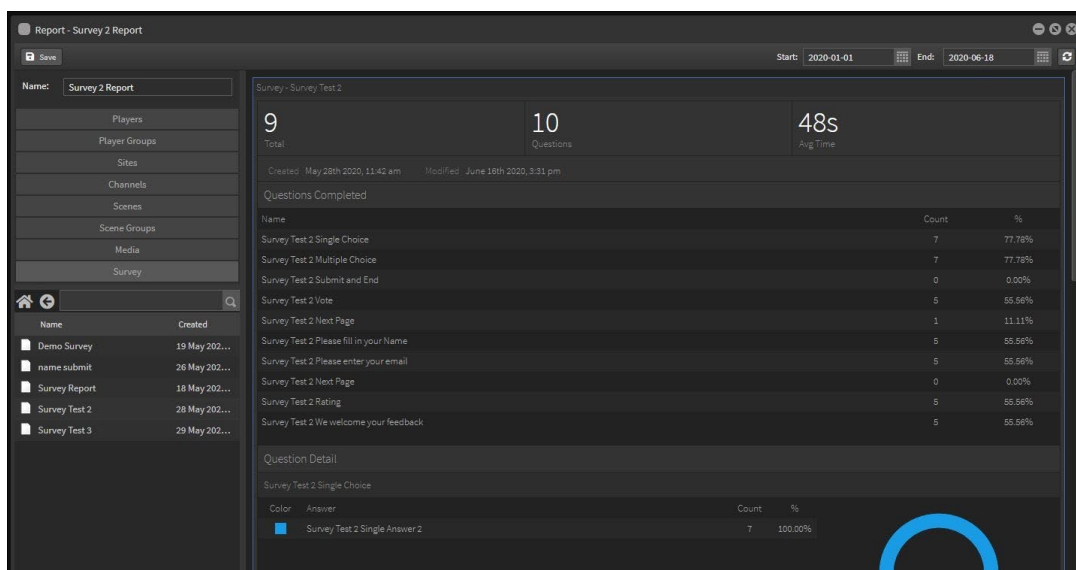 Report - Survey 2 Report
Save
Start: 2020-01-01 End: 2020-06-18
Name: Survey 2 Report
Players
Player Groups
Sites
Channels
Scenes
Scene Groups
Media
Survey
Name Created
Demo Survey 19 May 202...
name submit 26 May 202...
Survey Report 18 May 202...
Survey Test 2 28 May 202...
Survey Test 3 29 May 202...
Survey - Survey Test 2
9 10 48s
Total Questions Avg Time
Created May 28th 2020, 11:42 am Modified June 16th 2020, 3:31 pm
Questions Completed
Name Count %
Survey Test 2 Single Choice 7 77.78%
Survey Test 2 Multiple Choice 7 77.78%
Survey Test 2 Submit and End 0 0.00%
Survey Test 2 Vote 5 55.56%
Survey Test 2 Next Page 1 11.11%
Survey Test 2 Please fill in your Name 5 55.56%
Survey Test 2 Please enter your email 5 55.56%
Survey Test 2 Next Page 0 0.00%
Survey Test 2 Rating 5 55.56%
Survey Test 2 We welcome your feedback 5 55.56%
Question Detail
Survey Test 2 Single Choice
Color Answer Count %
Survey Test 2 Single Answer 2 7 100.00%